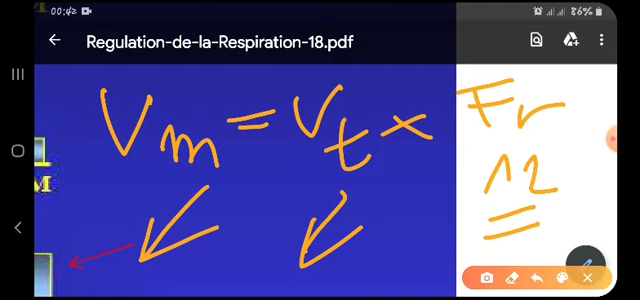 00:42 86%
Regulation-de-la-Respiration-18.pdf
Vm = Vt x Fr
12
M